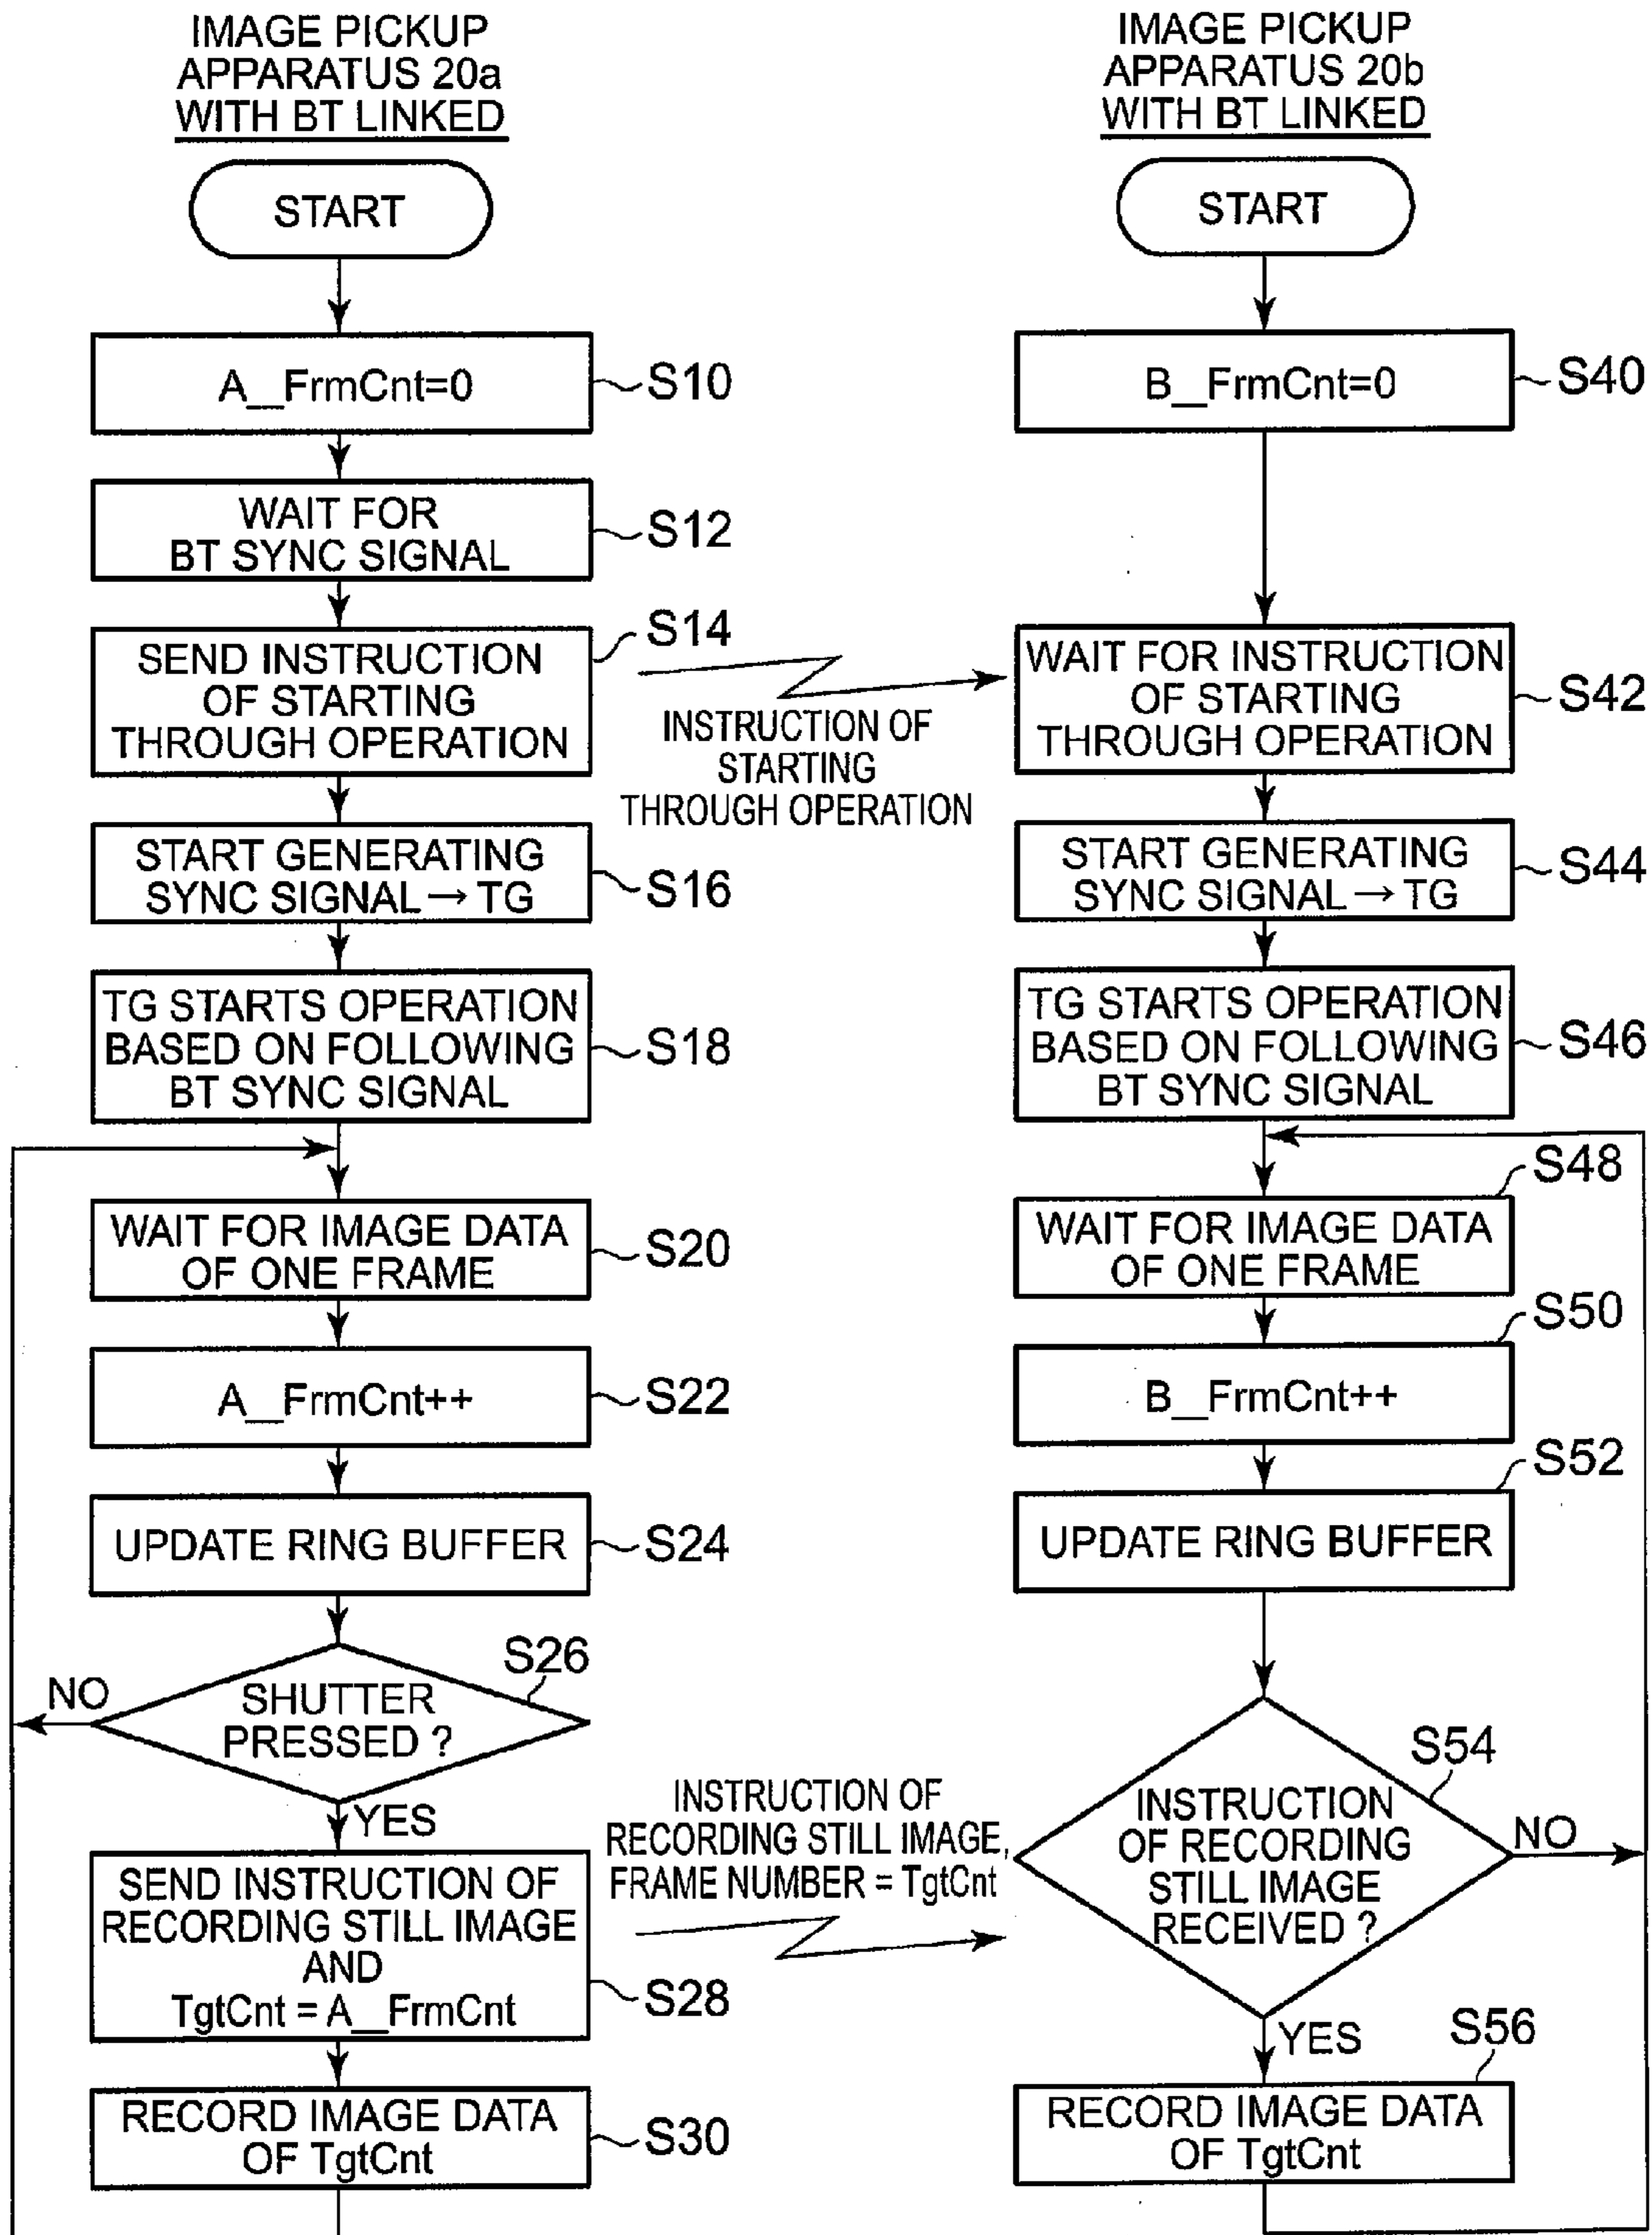 IMAGE PICKUP
APPARATUS 20a
WITH BT LINKED
START
A__FrmCnt=0
S10
WAIT FOR
BT SYNC SIGNAL
S12
SEND INSTRUCTION
OF STARTING
THROUGH OPERATION
S14
START GENERATING
SYNC SIGNAL → TG
S16
TG STARTS OPERATION
BASED ON FOLLOWING
BT SYNC SIGNAL
S18
WAIT FOR IMAGE DATA
OF ONE FRAME
S20
A__FrmCnt++
S22
UPDATE RING BUFFER
S24
SHUTTER
PRESSED ?
S26
NO
YES
SEND INSTRUCTION OF
RECORDING STILL IMAGE
AND
TgtCnt = A__FrmCnt
S28
RECORD IMAGE DATA
OF TgtCnt
S30
INSTRUCTION OF
STARTING
THROUGH OPERATION
INSTRUCTION OF
RECORDING STILL IMAGE,
FRAME NUMBER = TgtCnt
IMAGE PICKUP
APPARATUS 20b
WITH BT LINKED
START
B__FrmCnt=0
S40
WAIT FOR INSTRUCTION
OF STARTING
THROUGH OPERATION
S42
START GENERATING
SYNC SIGNAL → TG
S44
TG STARTS OPERATION
BASED ON FOLLOWING
BT SYNC SIGNAL
S46
WAIT FOR IMAGE DATA
OF ONE FRAME
S48
B__FrmCnt++
S50
UPDATE RING BUFFER
S52
INSTRUCTION
OF RECORDING
STILL IMAGE
RECEIVED ?
S54
NO
YES
RECORD IMAGE DATA
OF TgtCnt
S56